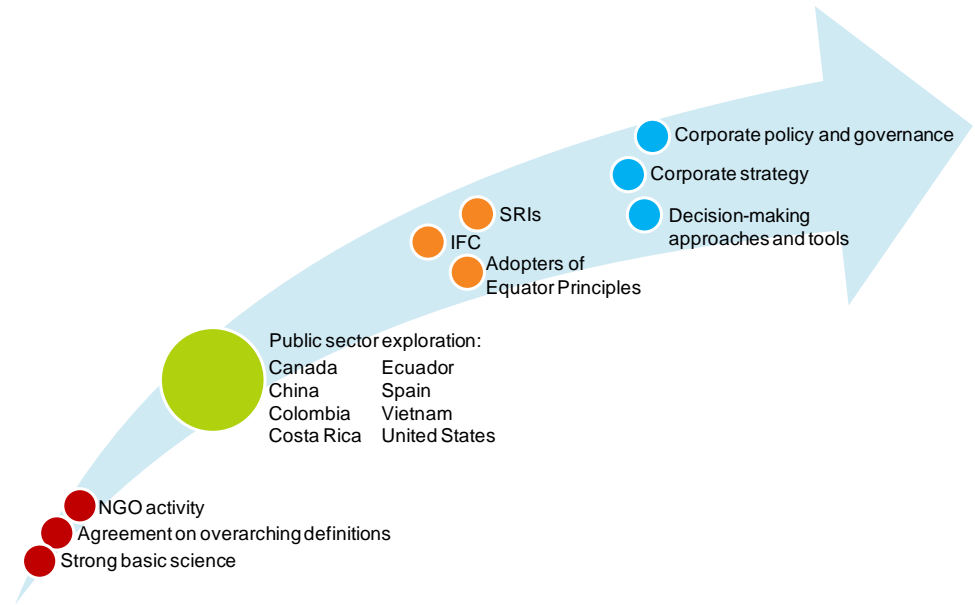 Corporate policy and governance
Corporate strategy
Decision-making
approaches and tools
SRIs
IFC
Adopters of
Equator Principles
Public sector exploration:
Canada Ecuador
China Spain
Colombia Vietnam
Costa Rica United States
NGO activity
Agreement on overarching definitions
Strong basic science